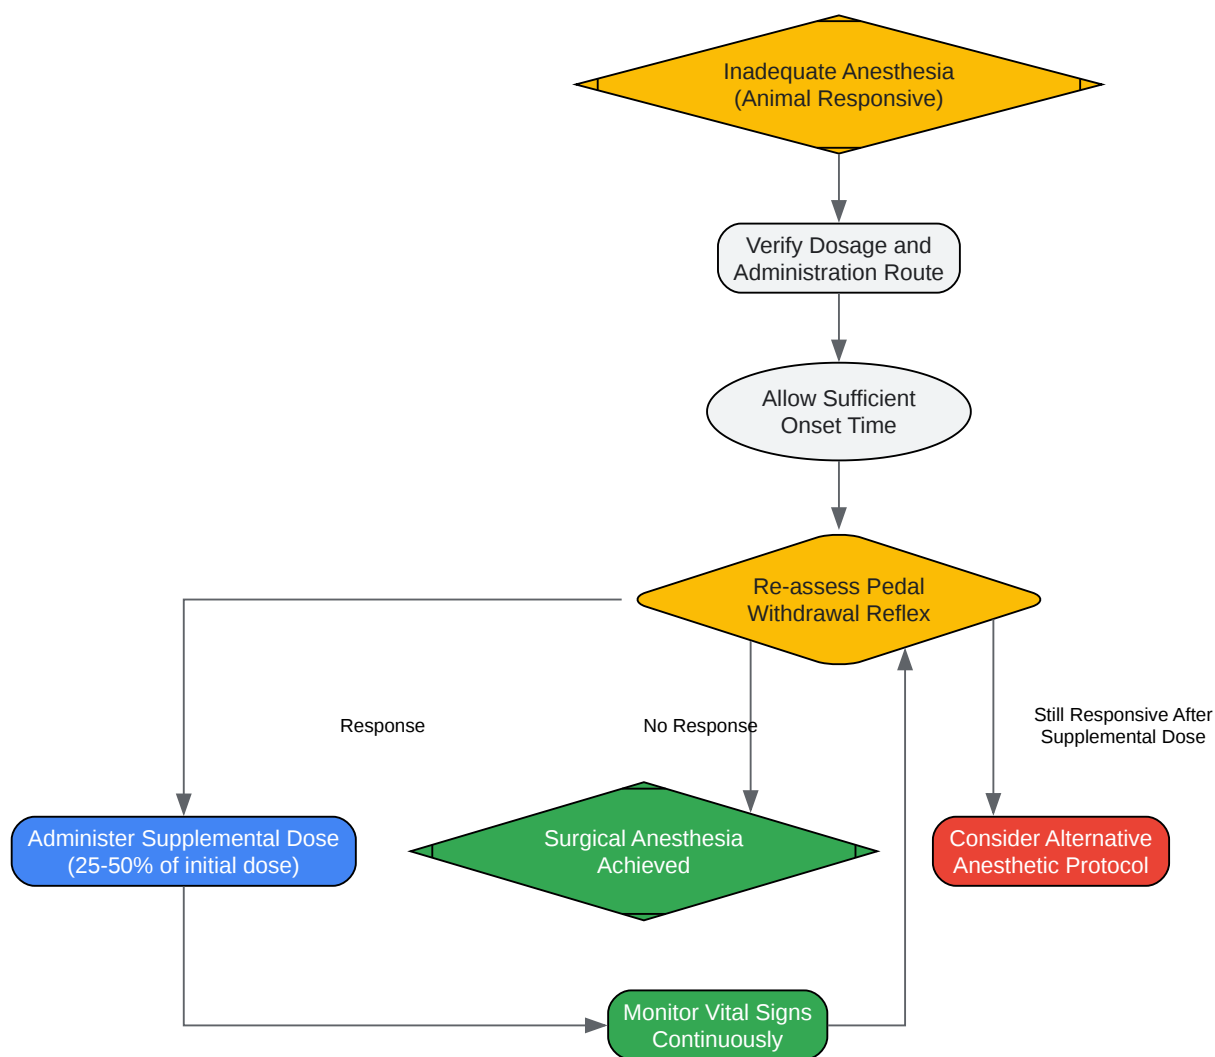 Inadequate Anesthesia
(Animal Responsive)
Verify Dosage and
Administration Route
Allow Sufficient
Onset Time
Re-assess Pedal
Withdrawal Reflex
Response
No Response
Still Responsive After
Supplemental Dose
Administer Supplemental Dose
(25-50% of initial dose)
Surgical Anesthesia
Achieved
Consider Alternative
Anesthetic Protocol
Monitor Vital Signs
Continuously